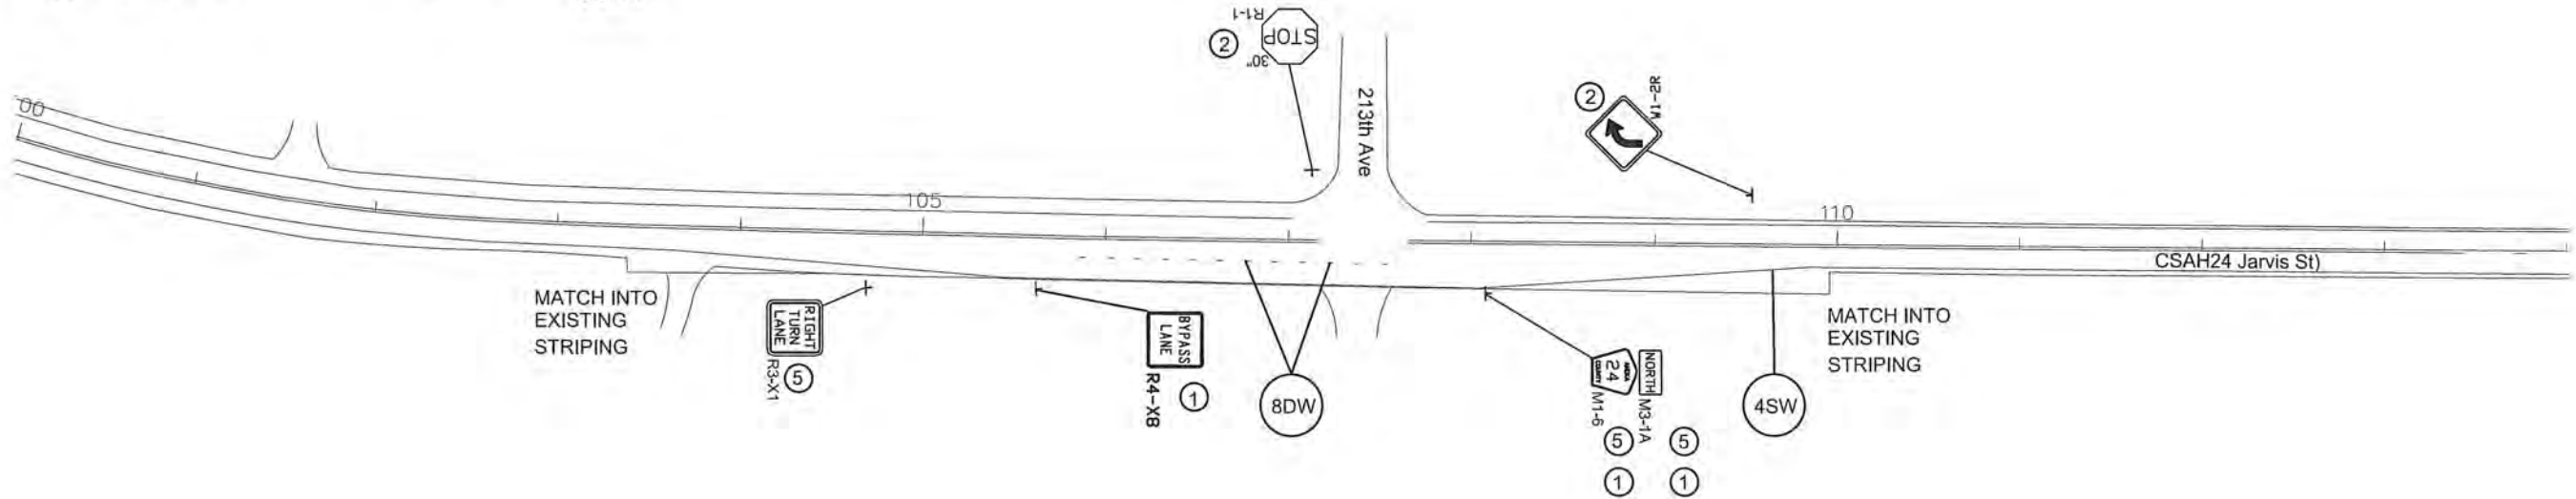 R1-1
STOP
30"
2
213th Ave
W1-2R
2
00
105
110
CSAH24 Jarvis St)
MATCH INTO
EXISTING
STRIPING
RIGHT
TURN
LANE
R3-X1
5
BYPASS
LANE
R4-X8
1
8DW
NORTH
M3-1A
ANOKA
24
COUNTY
M1-6
5
5
1
1
4SW
MATCH INTO
EXISTING
STRIPING